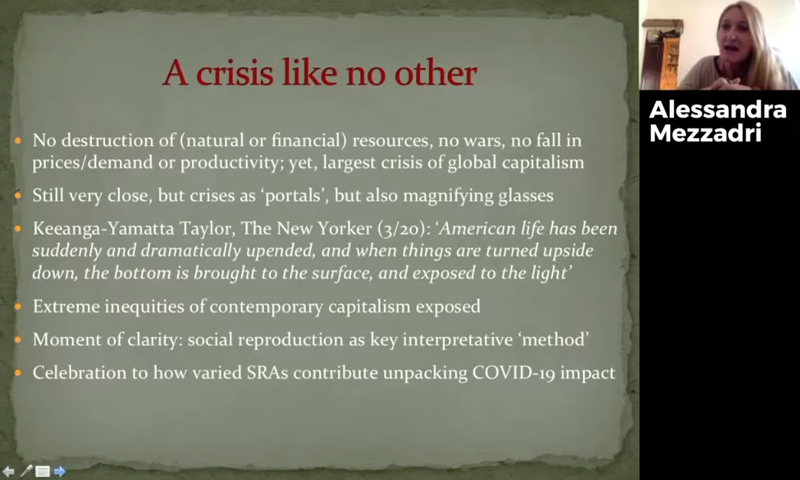 A crisis like no other
No destruction of (natural or financial) resources, no wars, no fall in
prices/demand or productivity; yet, largest crisis of global capitalism
Still very close, but crises as ‘portals’, but also magnifying glasses
Keeanga-Yamatta Taylor, The New Yorker (3/20): ‘American life has been
suddenly and dramatically upended, and when things are turned upside
down, the bottom is brought to the surface, and exposed to the light’
Extreme inequities of contemporary capitalism exposed
Moment of clarity: social reproduction as key interpretative ‘method’
Celebration to how varied SRAs contribute unpacking COVID-19 impact
Alessandra
Mezzadri